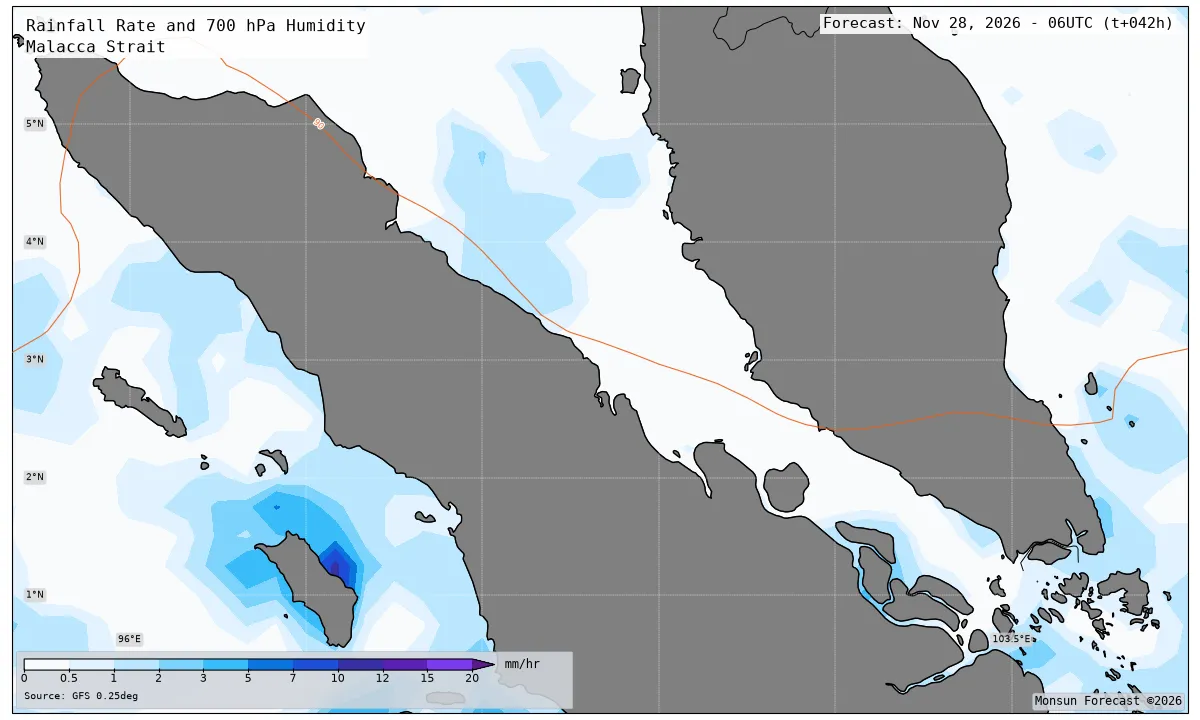 Rainfall Rate and 700 hPa Humidity
Malacca Strait
Forecast: Nov 28, 2026 - 06UTC (t+042h)
90
5°N
4°N
3°N
2°N
1°N
96°E
103.5°E
0 0.5 1 2 3 5 7 10 12 15 20
mm/hr
Source: GFS 0.25deg
Monsun Forecast ©2026